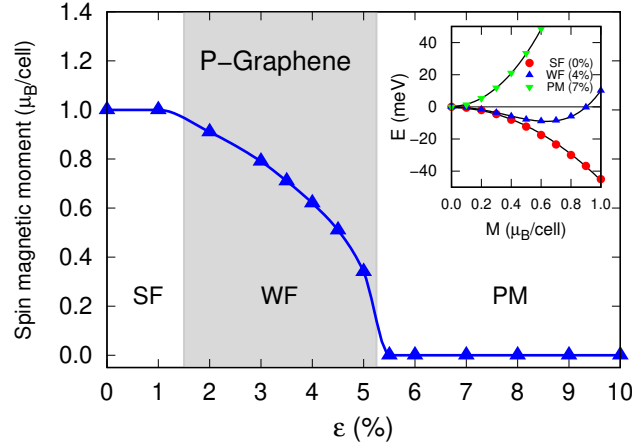 1.4
1.2
1.0
0.8
0.6
0.4
0.2
0.0
Spin magnetic moment (μB/cell)
P−Graphene
SF
WF
PM
0 1 2 3 4 5 6 7 8 9 10
ε (%)
40
20
0
−20
−40
E (meV)
SF (0%)
WF (4%)
PM (7%)
0.0 0.2 0.4 0.6 0.8 1.0
M (μB/cell)